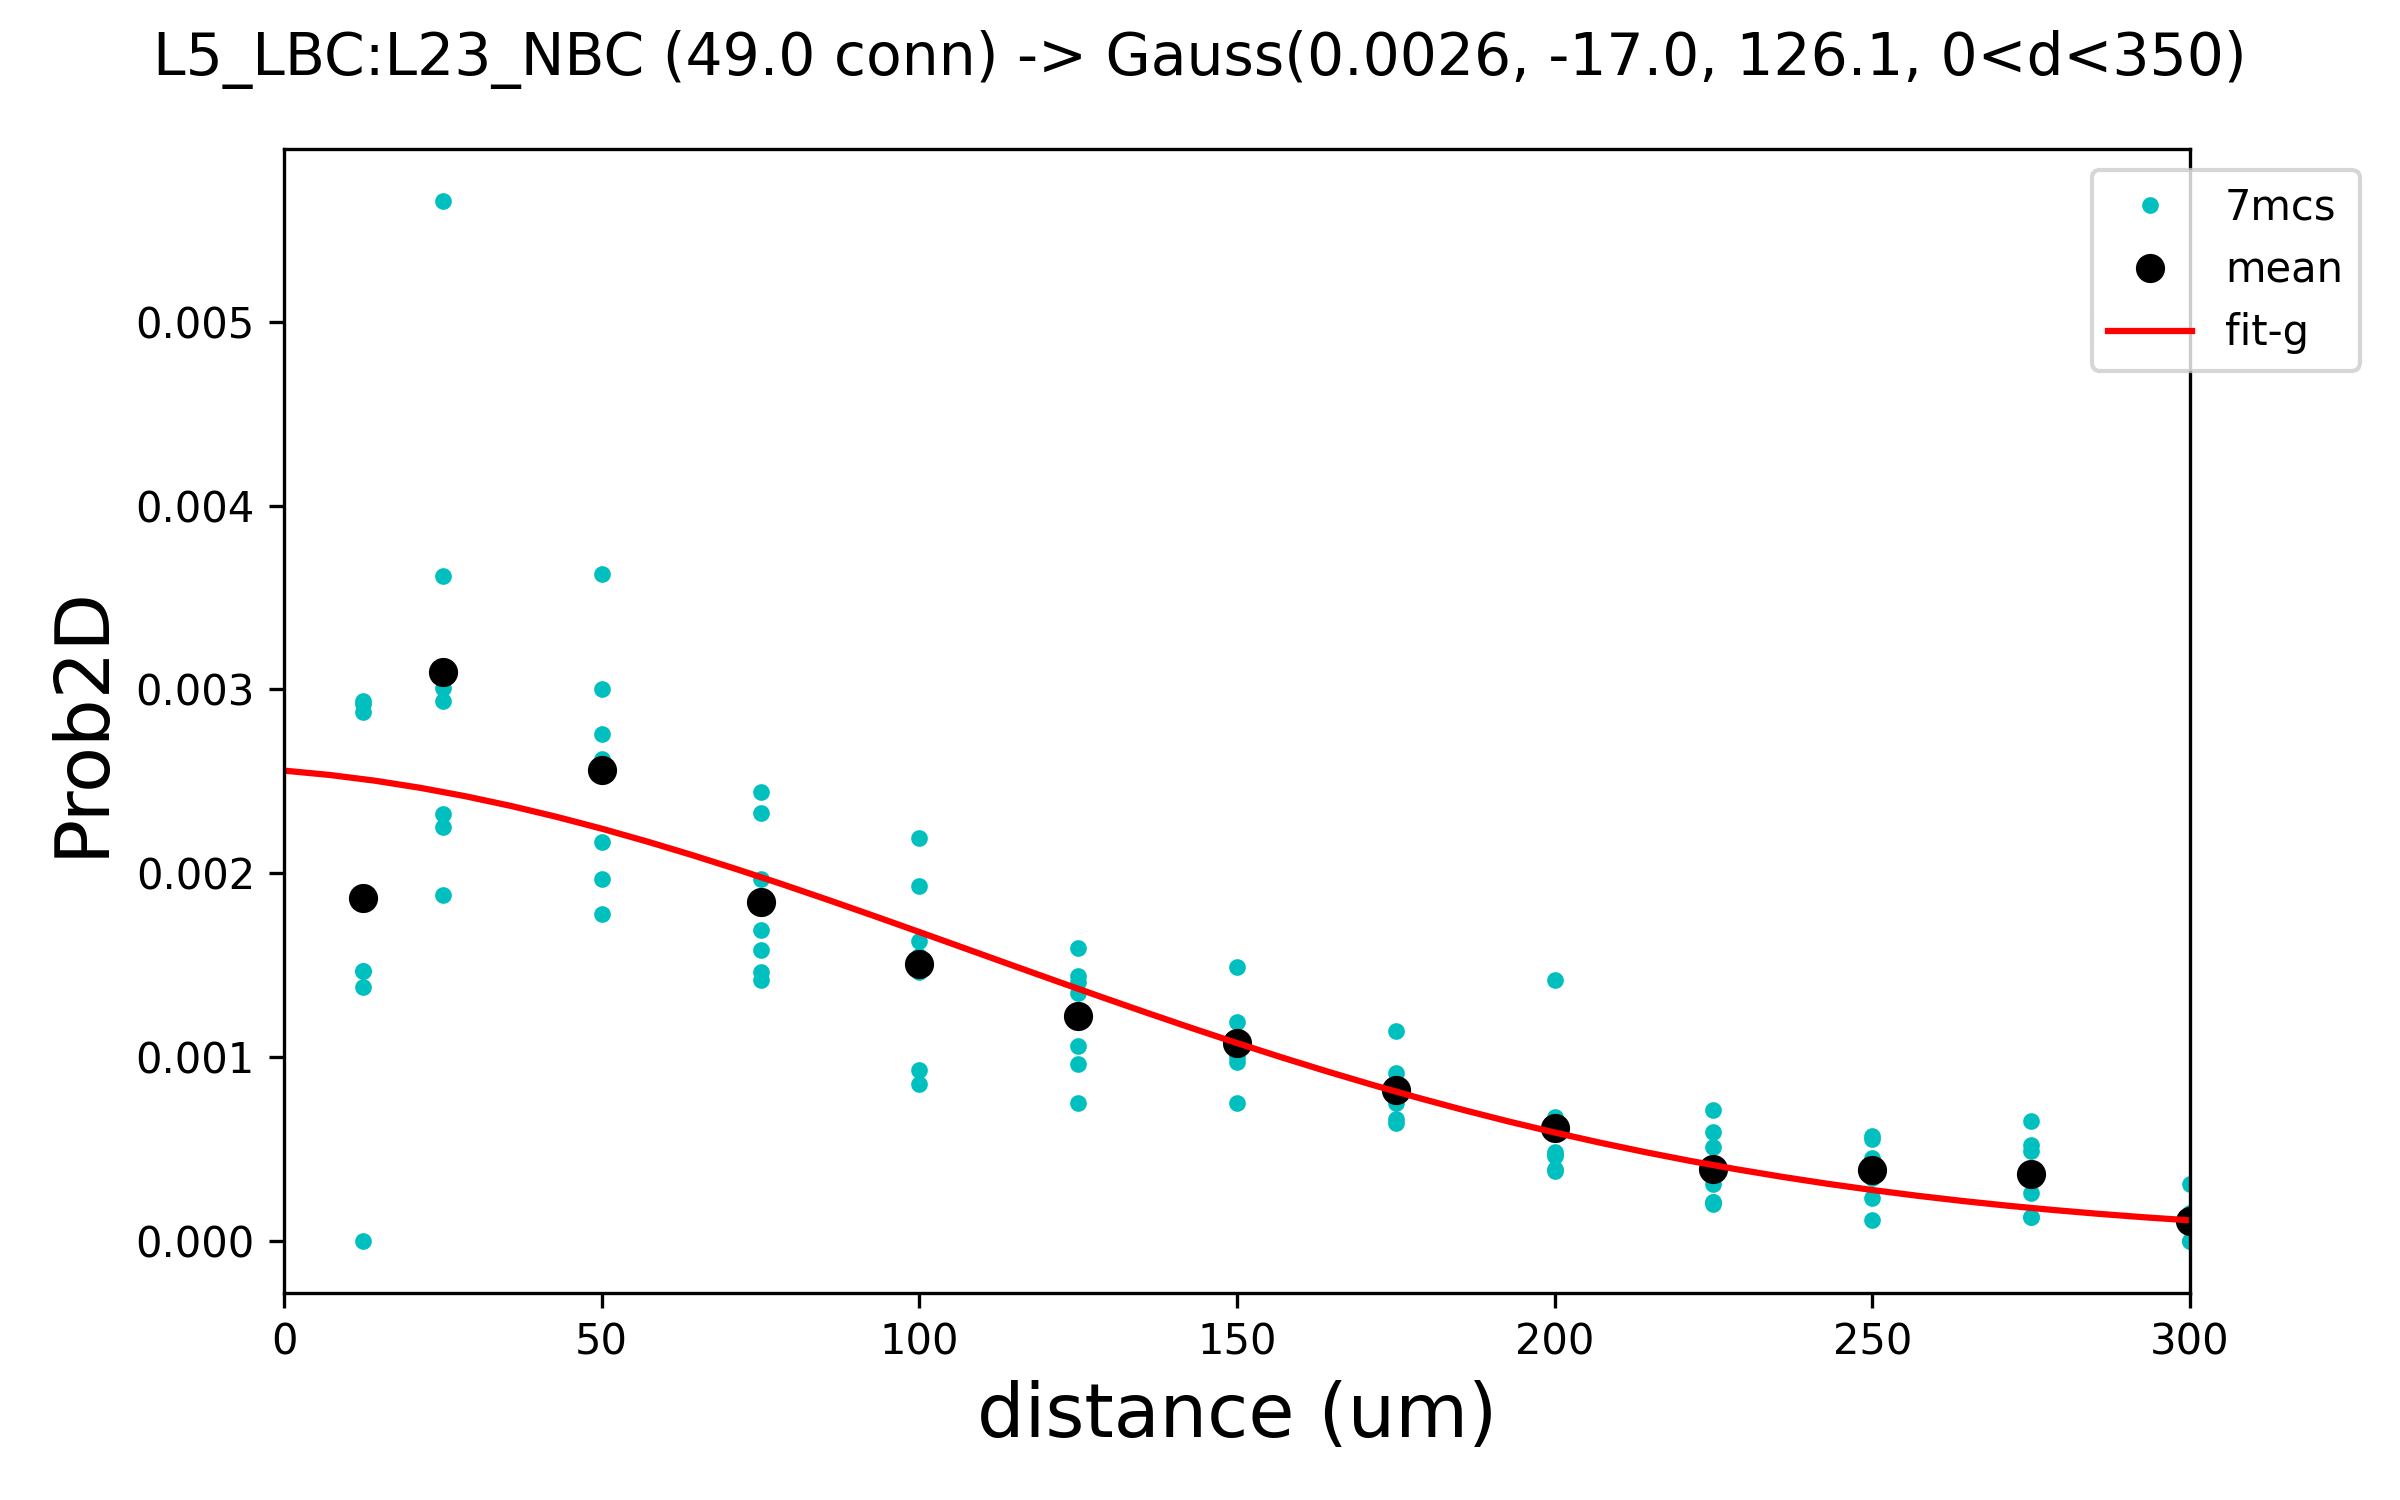 L5_LBC:L23_NBC (49.0 conn) -> Gauss(0.0026, -17.0, 126.1, 0<d<350)
7mcs
mean
fit-g
Prob2D
0.005
0.004
0.003
0.002
0.001
0.000
0 50 100 150 200 250 300
distance (um)